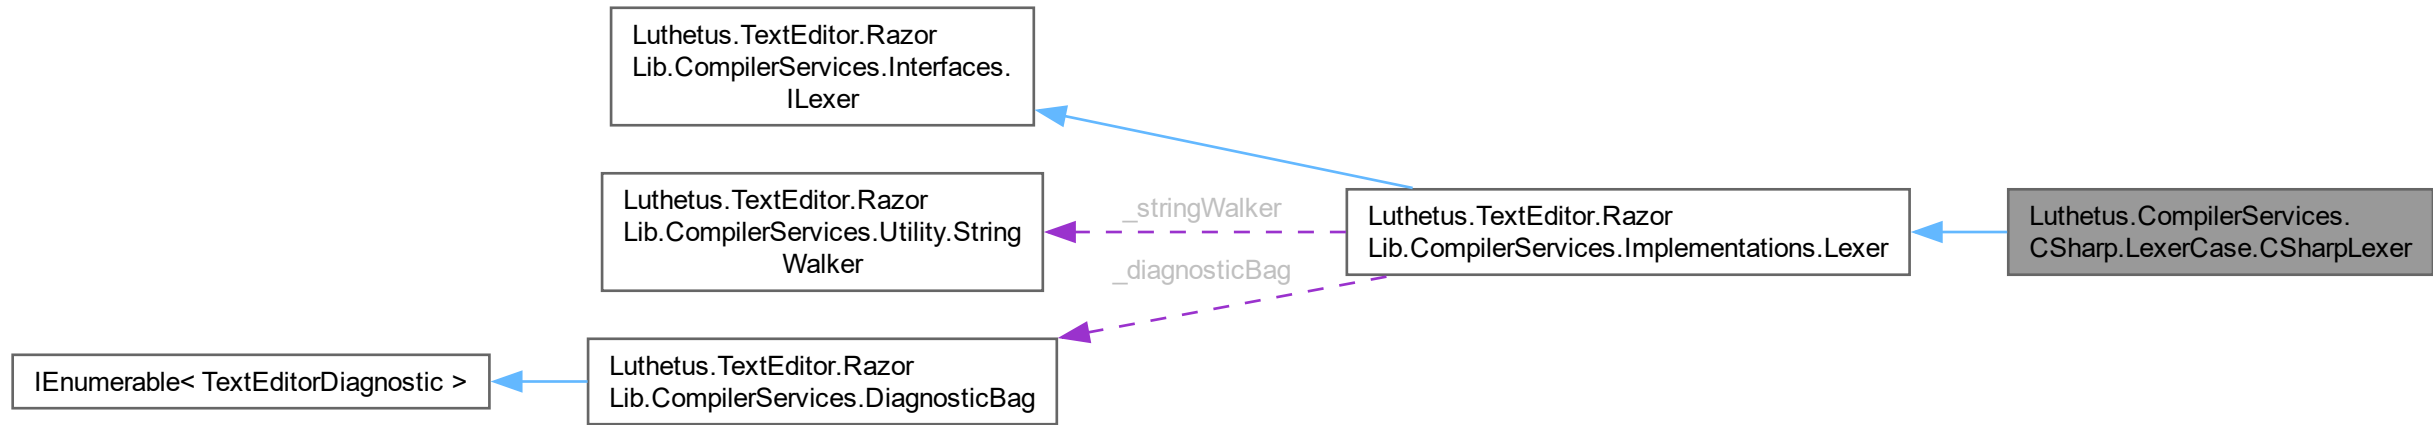 Luthetus.TextEditor.Razor
Lib.CompilerServices.Interfaces.
ILexer
Luthetus.TextEditor.Razor
Lib.CompilerServices.Utility.String
Walker
_stringWalker
_diagnosticBag
Luthetus.TextEditor.Razor
Lib.CompilerServices.Implementations.Lexer
Luthetus.CompilerServices.
CSharp.LexerCase.CSharpLexer
IEnumerable< TextEditorDiagnostic >
Luthetus.TextEditor.Razor
Lib.CompilerServices.DiagnosticBag